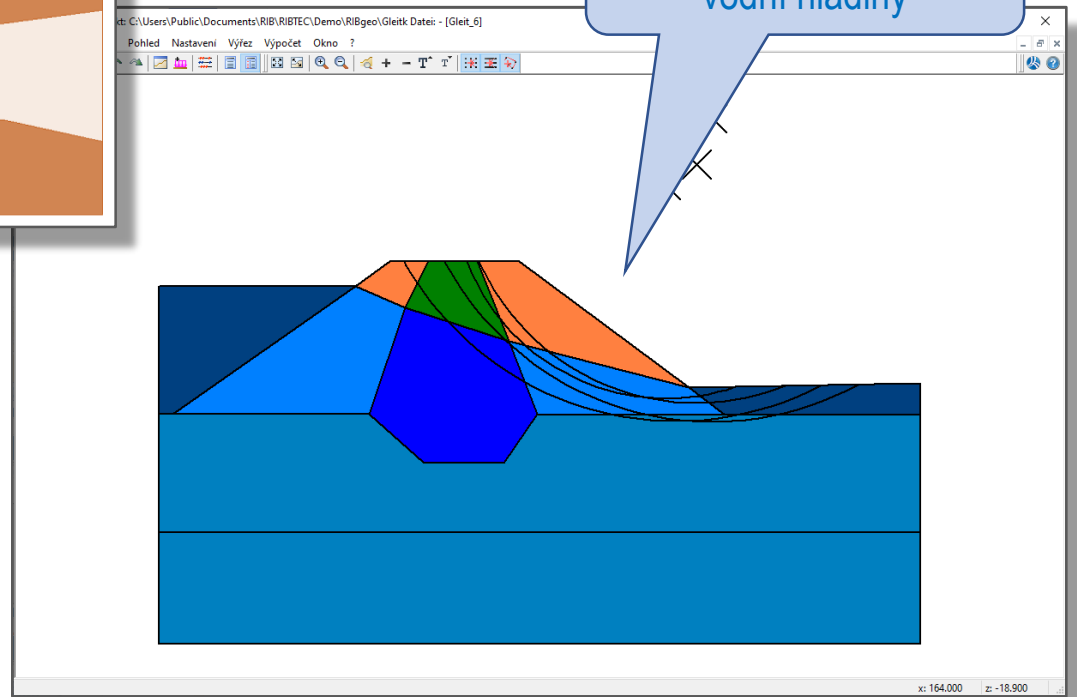 vodní hladiny
kt: C:\Users\Public\Documents\RIB\RIBTEC\Demo\RIBgeo\Gleitk Datei: - [Gleit_6]
Pohled Nastavení Výřez Výpočet Okno ?
x: 164.000 z: -18.900